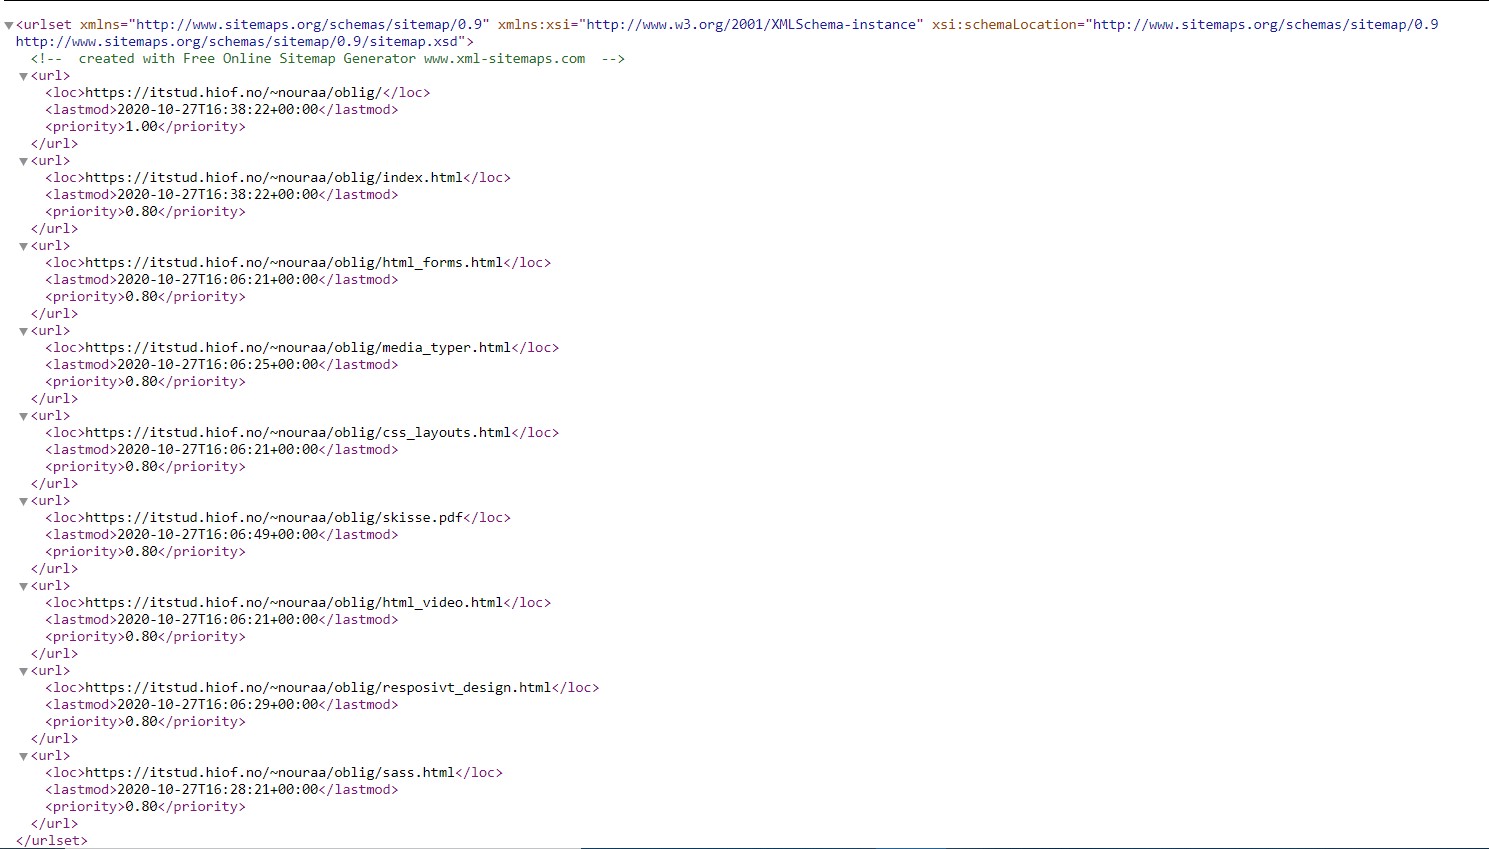 <urlset xmlns="http://www.sitemaps.org/schemas/sitemap/0.9" xmlns:xsi="http://www.w3.org/2001/XMLSchema-instance" xsi:schemaLocation="http://www.sitemaps.org/schemas/sitemap/0.9
http://www.sitemaps.org/schemas/sitemap/0.9/sitemap.xsd">
<!-- created with Free Online Sitemap Generator www.xml-sitemaps.com -->
<url>
<loc>https://itstud.hiof.no/~nouraa/oblig/</loc>
<lastmod>2020-10-27T16:38:22+00:00</lastmod>
<priority>1.00</priority>
</url>
<url>
<loc>https://itstud.hiof.no/~nouraa/oblig/index.html</loc>
<lastmod>2020-10-27T16:38:22+00:00</lastmod>
<priority>0.80</priority>
</url>
<url>
<loc>https://itstud.hiof.no/~nouraa/oblig/html_forms.html</loc>
<lastmod>2020-10-27T16:06:21+00:00</lastmod>
<priority>0.80</priority>
</url>
<url>
<loc>https://itstud.hiof.no/~nouraa/oblig/media_typer.html</loc>
<lastmod>2020-10-27T16:06:25+00:00</lastmod>
<priority>0.80</priority>
</url>
<url>
<loc>https://itstud.hiof.no/~nouraa/oblig/css_layouts.html</loc>
<lastmod>2020-10-27T16:06:21+00:00</lastmod>
<priority>0.80</priority>
</url>
<url>
<loc>https://itstud.hiof.no/~nouraa/oblig/skisse.pdf</loc>
<lastmod>2020-10-27T16:06:49+00:00</lastmod>
<priority>0.80</priority>
</url>
<url>
<loc>https://itstud.hiof.no/~nouraa/oblig/html_video.html</loc>
<lastmod>2020-10-27T16:06:21+00:00</lastmod>
<priority>0.80</priority>
</url>
<url>
<loc>https://itstud.hiof.no/~nouraa/oblig/resposivt_design.html</loc>
<lastmod>2020-10-27T16:06:29+00:00</lastmod>
<priority>0.80</priority>
</url>
<url>
<loc>https://itstud.hiof.no/~nouraa/oblig/sass.html</loc>
<lastmod>2020-10-27T16:28:21+00:00</lastmod>
<priority>0.80</priority>
</url>
</urlset>